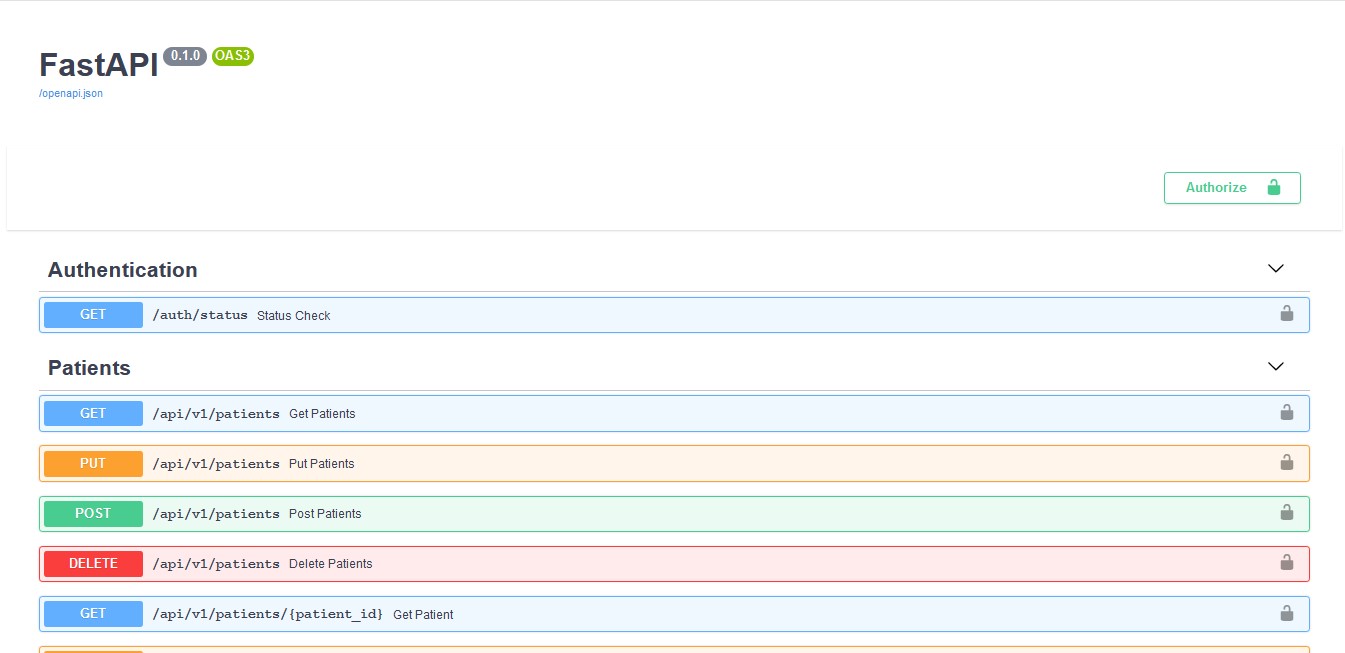 FastAPI 0.1.0 OAS3
/openapi.json
Authorize
Authentication
GET /auth/status Status Check
Patients
GET /api/v1/patients Get Patients
PUT /api/v1/patients Put Patients
POST /api/v1/patients Post Patients
DELETE /api/v1/patients Delete Patients
GET /api/v1/patients/{patient_id} Get Patient